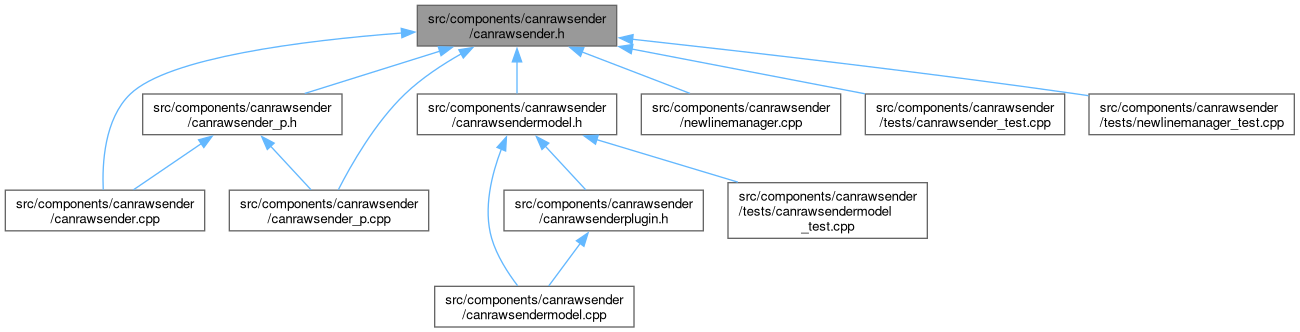 src/components/canrawsender
/canrawsender.h
src/components/canrawsender
/canrawsender_p.h
src/components/canrawsender
/canrawsendermodel.h
src/components/canrawsender
/newlinemanager.cpp
src/components/canrawsender
/tests/canrawsender_test.cpp
src/components/canrawsender
/tests/newlinemanager_test.cpp
src/components/canrawsender
/canrawsender.cpp
src/components/canrawsender
/canrawsender_p.cpp
src/components/canrawsender
/canrawsenderplugin.h
src/components/canrawsender
/tests/canrawsendermodel
_test.cpp
src/components/canrawsender
/canrawsendermodel.cpp